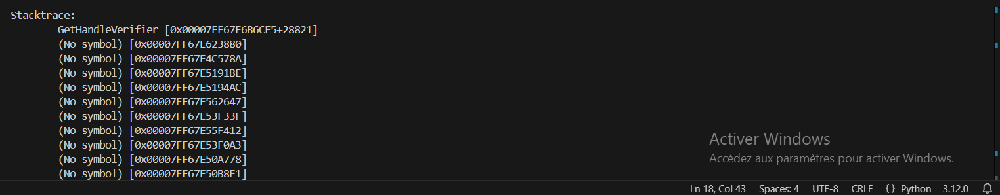 Stacktrace:
GetHandleVerifier [0x00007FF67E6B6CF5+28821]
(No symbol) [0x00007FF67E623880]
(No symbol) [0x00007FF67E4C578A]
(No symbol) [0x00007FF67E5191BE]
(No symbol) [0x00007FF67E5194AC]
(No symbol) [0x00007FF67E562647]
(No symbol) [0x00007FF67E53F33F]
(No symbol) [0x00007FF67E55F412]
(No symbol) [0x00007FF67E53F0A3]
(No symbol) [0x00007FF67E50A778]
(No symbol) [0x00007FF67E50B8E1]
Activer Windows
Accédez aux paramètres pour activer Windows.
Ln 18, Col 43 Spaces: 4 UTF-8 CRLF {} Python 3.12.0